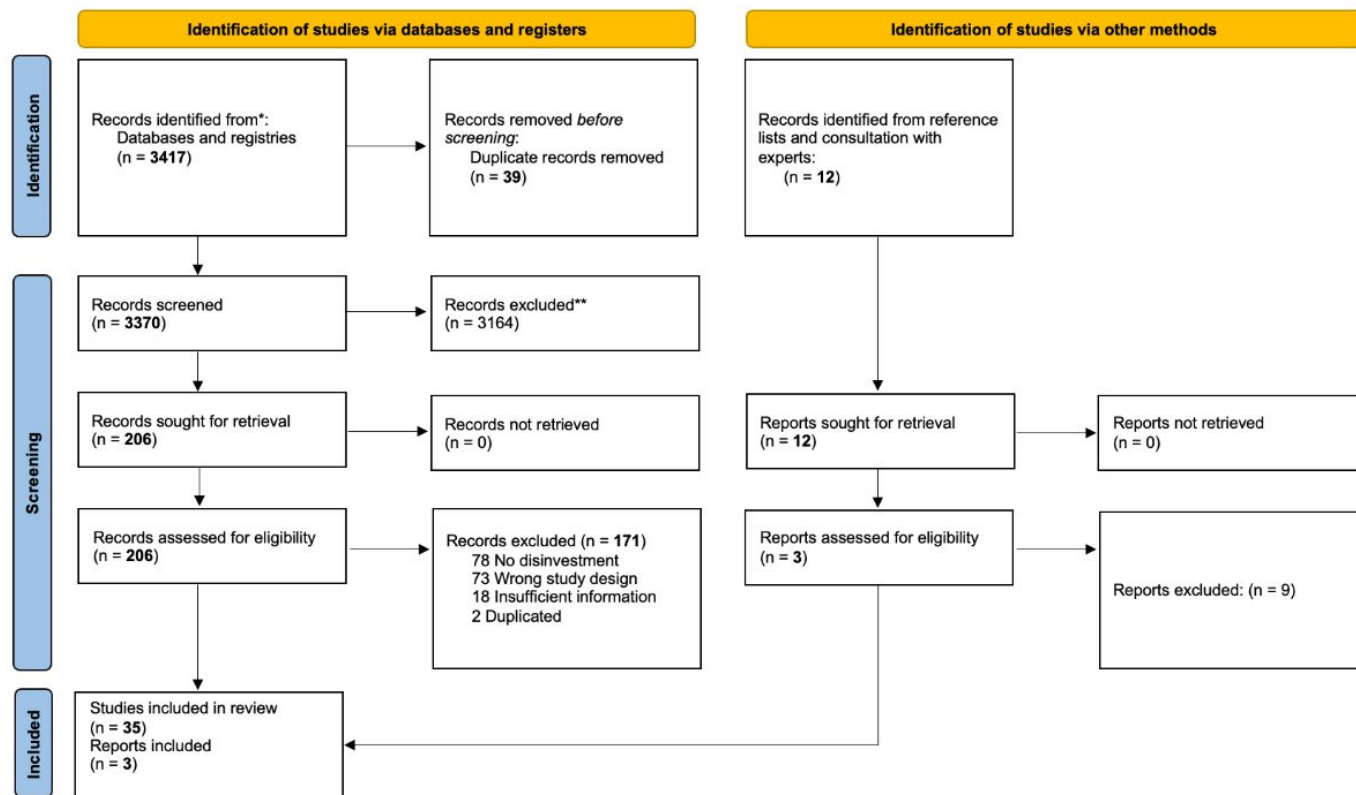 Identification of studies via databases and registers
Identification of studies via other methods
Identification
Records identified from*:
Databases and registries
(n = 3417)
Records removed before
screening:
Duplicate records removed
(n = 39)
Records identified from reference
lists and consultation with
experts:
(n = 12)
Screening
Records screened
(n = 3370)
Records excluded**
(n = 3164)
Records sought for retrieval
(n = 206)
Records not retrieved
(n = 0)
Reports sought for retrieval
(n = 12)
Reports not retrieved
(n = 0)
Records assessed for eligibility
(n = 206)
Records excluded (n = 171)
78 No disinvestment
73 Wrong study design
18 Insufficient information
2 Duplicated
Reports assessed for eligibility
(n = 3)
Reports excluded: (n = 9)
Included
Studies included in review
(n = 35)
Reports included
(n = 3)